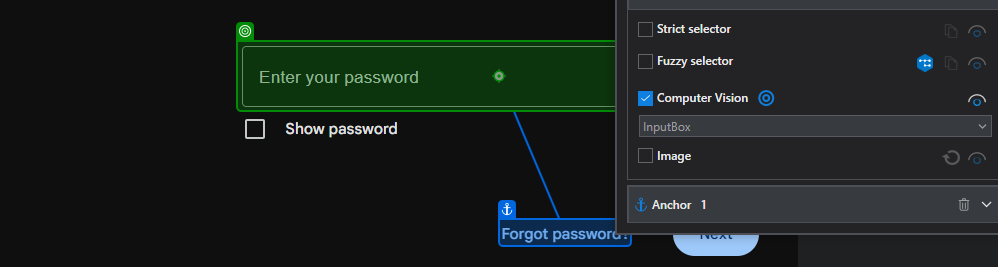 Enter your password
Show password
Forgot password?
Next
Strict selector
Fuzzy selector
Computer Vision
InputBox
Image
Anchor 1